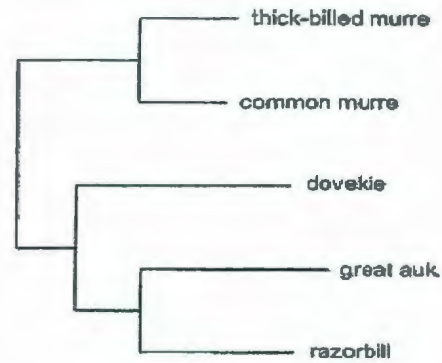 thick-billed murre
common murre
dovekie
great auk
razorbill